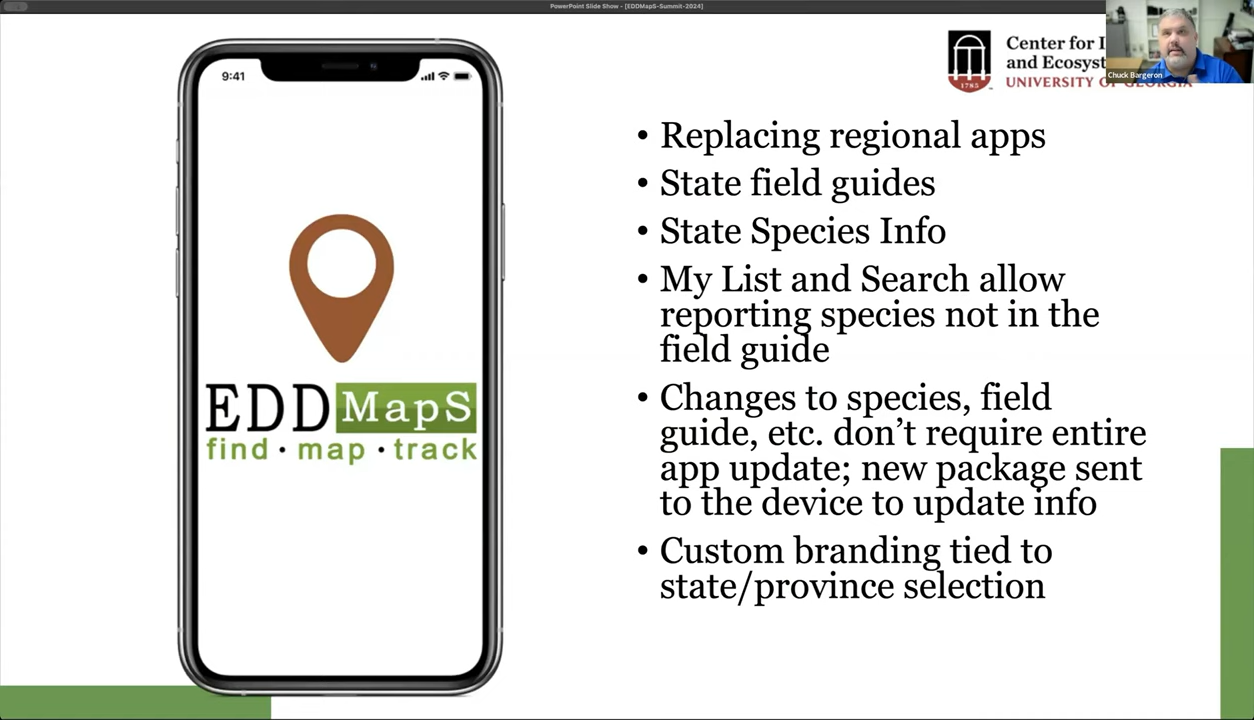 PowerPoint Slide Show - [EDDMapS-Summit-2024]
9:41
EDDMapS
find · map · track
Center for I
and Ecosyst
UNIVERSITY OF GEORGIA
1785
Chuck Bargeron
• Replacing regional apps
• State field guides
• State Species Info
• My List and Search allow
reporting species not in the
field guide
• Changes to species, field
guide, etc. don’t require entire
app update; new package sent
to the device to update info
• Custom branding tied to
state/province selection